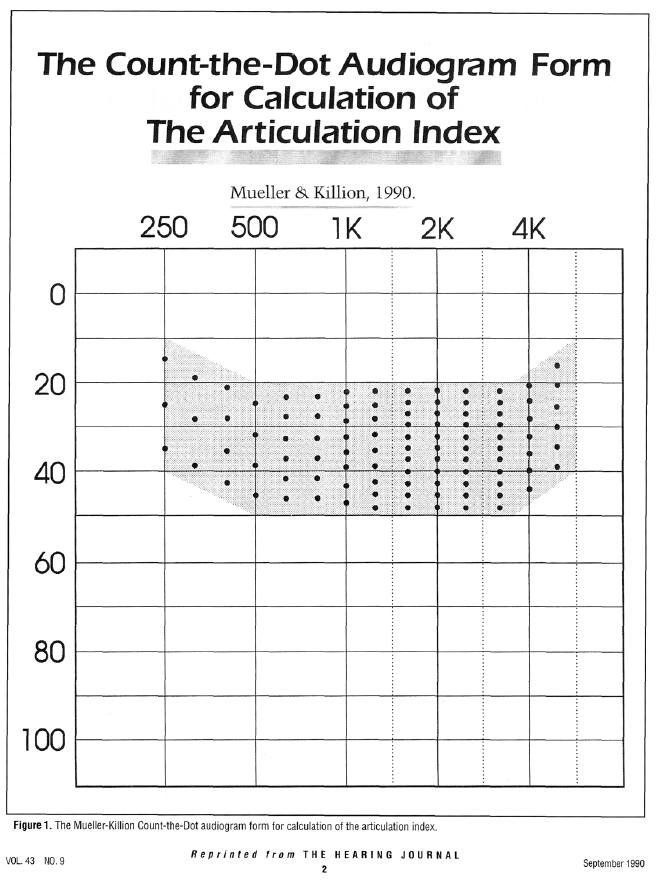 The Count-the-Dot Audiogram Form
for Calculation of
The Articulation Index
Mueller & Killion, 1990.
250 500 1K 2K 4K
0
20
40
60
80
100
Figure 1. The Mueller-Killion Count-the-Dot audiogram form for calculation of the articulation index.
VOL. 43 NO. 9 Reprinted from THE HEARING JOURNAL September 1990
2